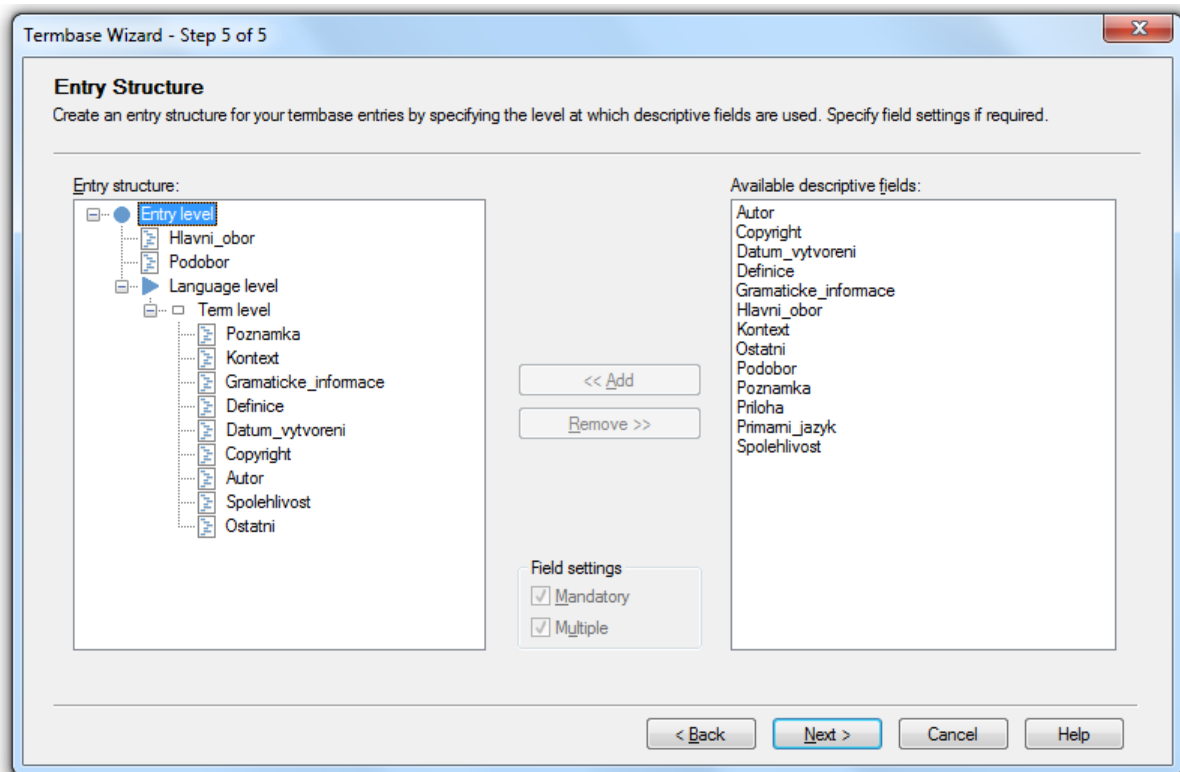 Termbase Wizard - Step 5 of 5
Entry Structure
Create an entry structure for your termbase entries by specifying the level at which descriptive fields are used. Specify field settings if required.
Entry structure:
Entry level
Hlavni_obor
Podobor
Language level
Term level
Poznamka
Kontext
Gramaticke_informace
Definice
Datum_vytvoreni
Copyright
Autor
Spolehlivost
Ostatni
<< Add
Remove >>
Field settings
Mandatory
Multiple
Available descriptive fields:
Autor
Copyright
Datum_vytvoreni
Definice
Gramaticke_informace
Hlavni_obor
Kontext
Ostatni
Podobor
Poznamka
Priloha
Primarni_jazyk
Spolehlivost
< Back
Next >
Cancel
Help